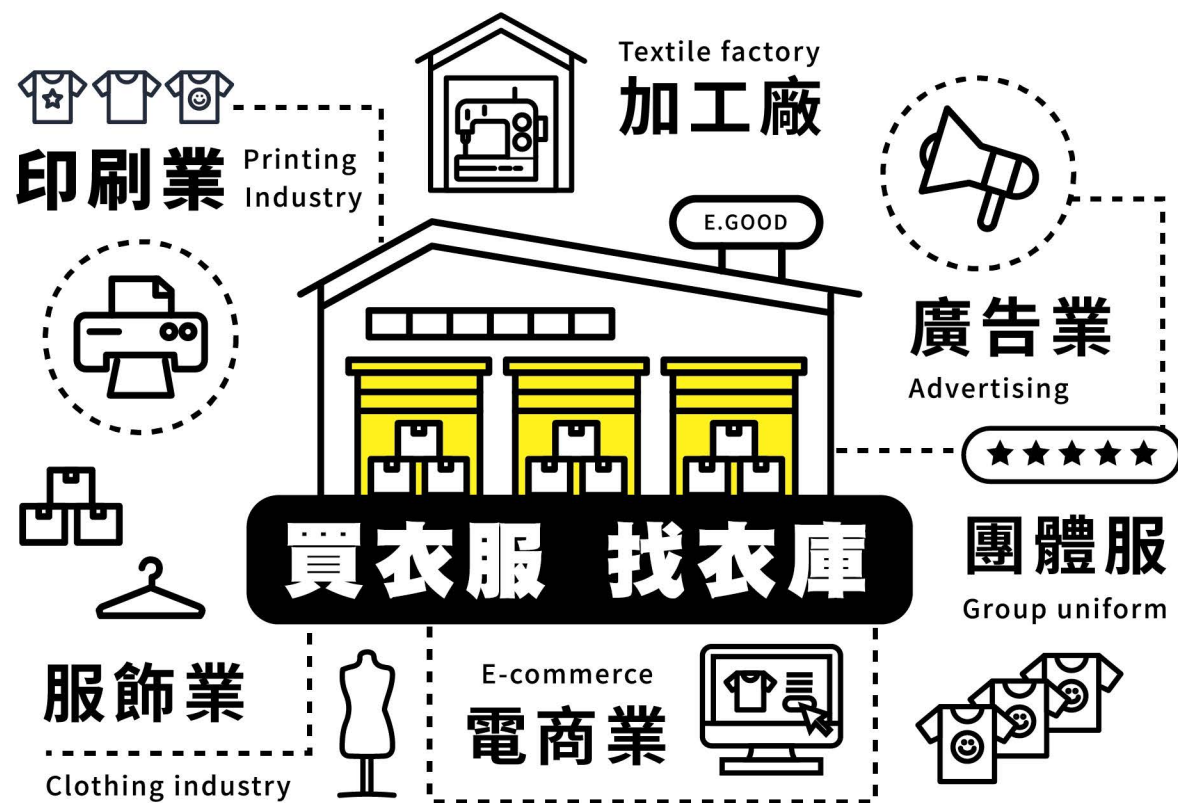 Textile factory
加工廠
印刷業
Printing
Industry
E.GOOD
廣告業
Advertising
買衣服 找衣庫
團體服
Group uniform
服飾業
Clothing industry
E-commerce
電商業